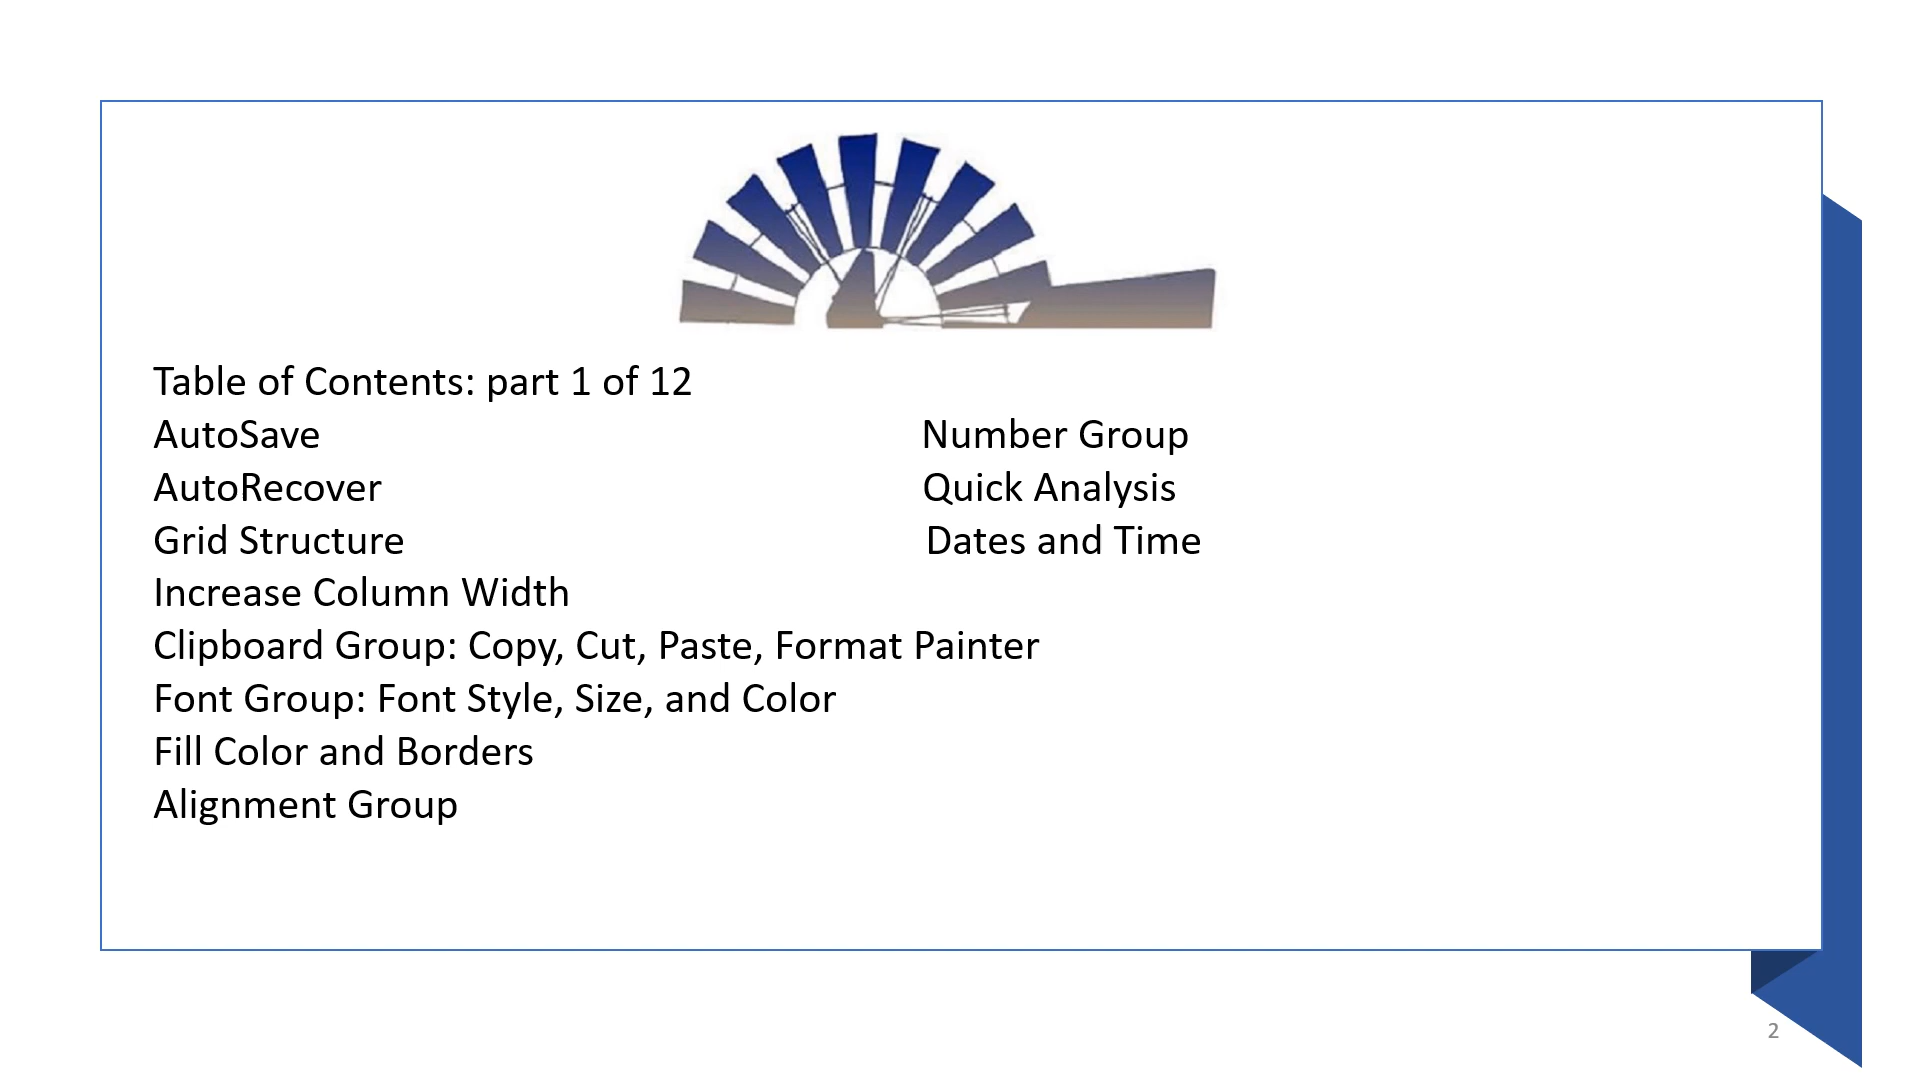 Table of Contents: part 1 of 12
AutoSave Number Group
AutoRecover Quick Analysis
Grid Structure Dates and Time
Increase Column Width
Clipboard Group: Copy, Cut, Paste, Format Painter
Font Group: Font Style, Size, and Color
Fill Color and Borders
Alignment Group
2